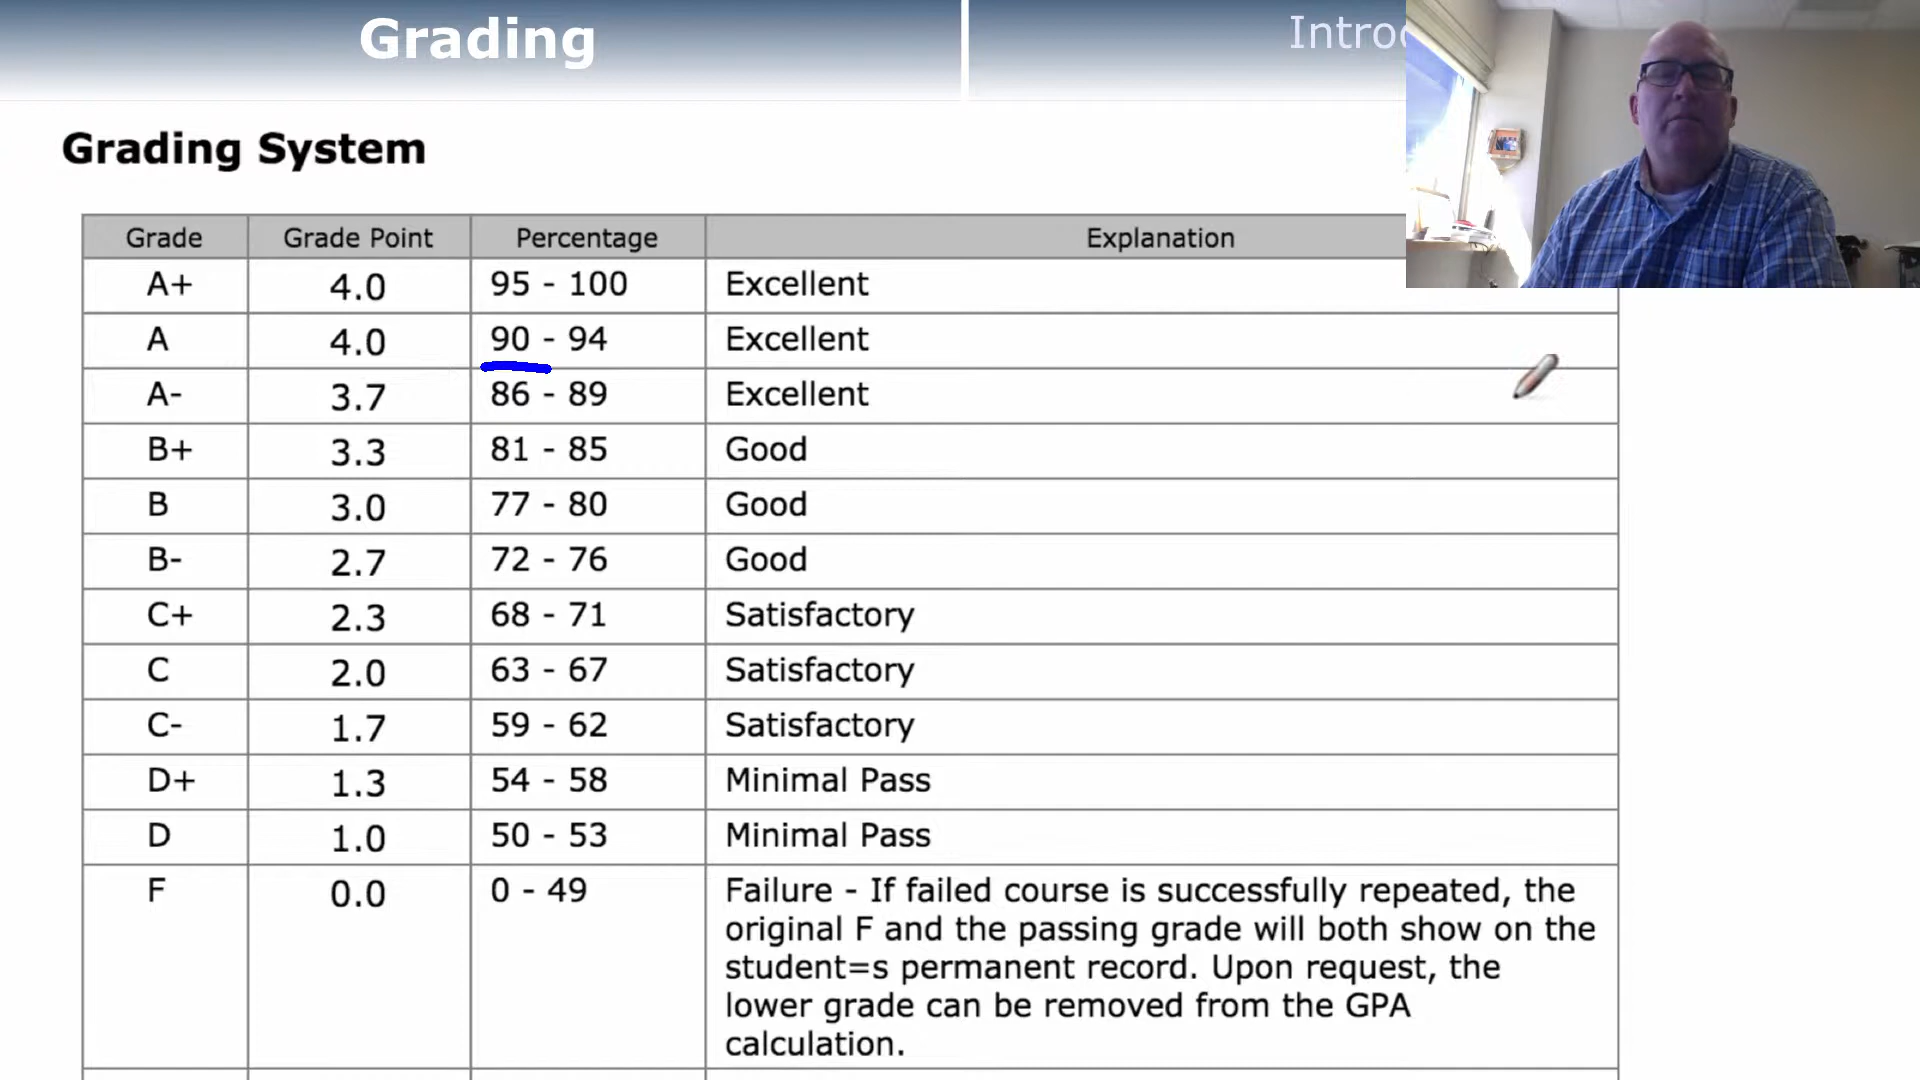 Grading
Intro
Grading System
Grade Grade Point Percentage Explanation
A+ 4.0 95 - 100 Excellent
A 4.0 90 - 94 Excellent
A- 3.7 86 - 89 Excellent
B+ 3.3 81 - 85 Good
B 3.0 77 - 80 Good
B- 2.7 72 - 76 Good
C+ 2.3 68 - 71 Satisfactory
C 2.0 63 - 67 Satisfactory
C- 1.7 59 - 62 Satisfactory
D+ 1.3 54 - 58 Minimal Pass
D 1.0 50 - 53 Minimal Pass
F 0.0 0 - 49 Failure - If failed course is successfully repeated, the
original F and the passing grade will both show on the
student=s permanent record. Upon request, the
lower grade can be removed from the GPA
calculation.